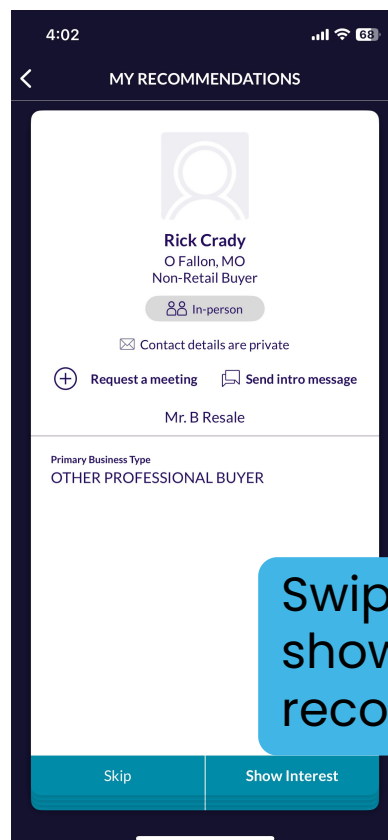 4:02
68
MY RECOMMENDATIONS
Rick Crady
O Fallon, MO
Non-Retail Buyer
In-person
Contact details are private
Request a meeting Send intro message
Mr. B Resale
Primary Business Type
OTHER PROFESSIONAL BUYER
Swip
show
reco
Skip Show Interest